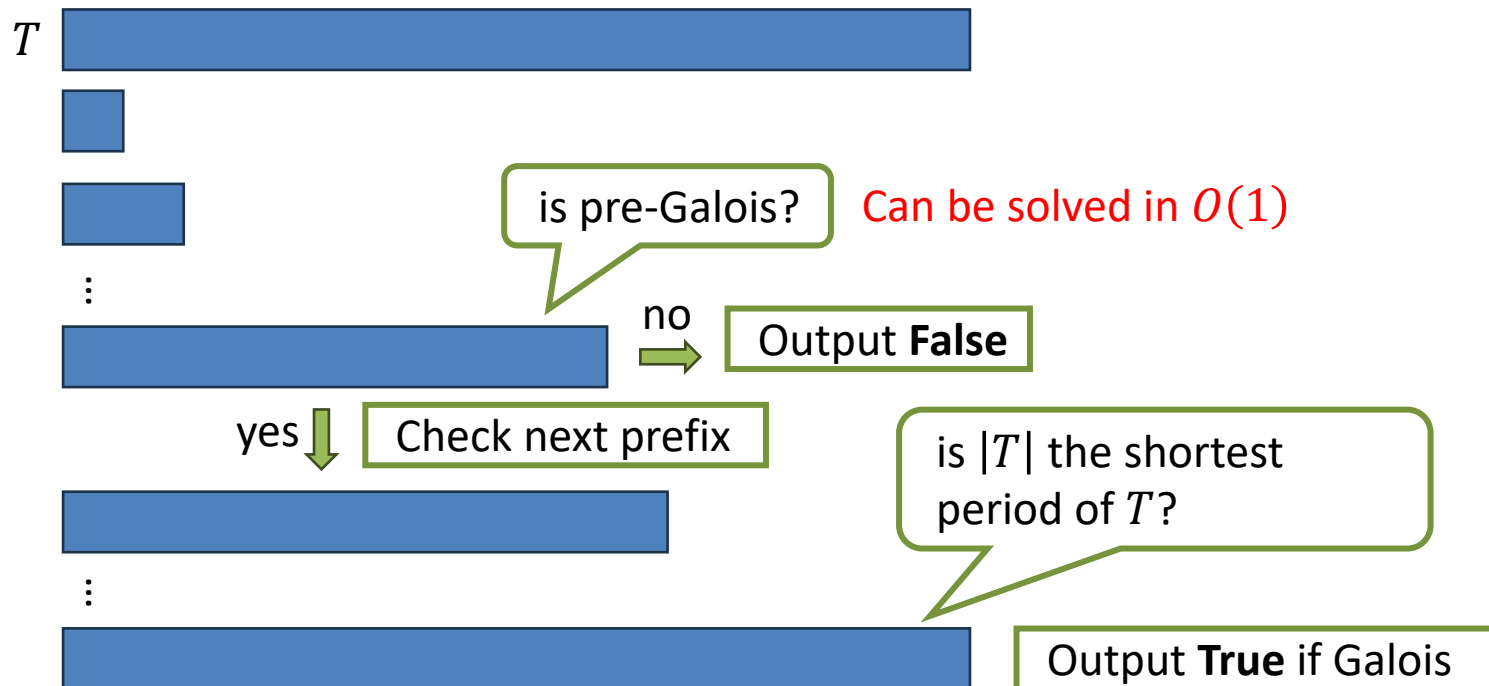 T
is pre-Galois?
Can be solved in O(1)
⋮
no
Output False
yes
Check next prefix
is |T| the shortest
period of T?
⋮
Output True if Galois